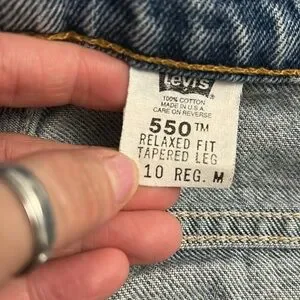 Levi's ®
100% COTTON
MADE IN U.S.A.
CARE ON REVERSE
550™
RELAXED FIT
TAPERED LEG
10 REG. M